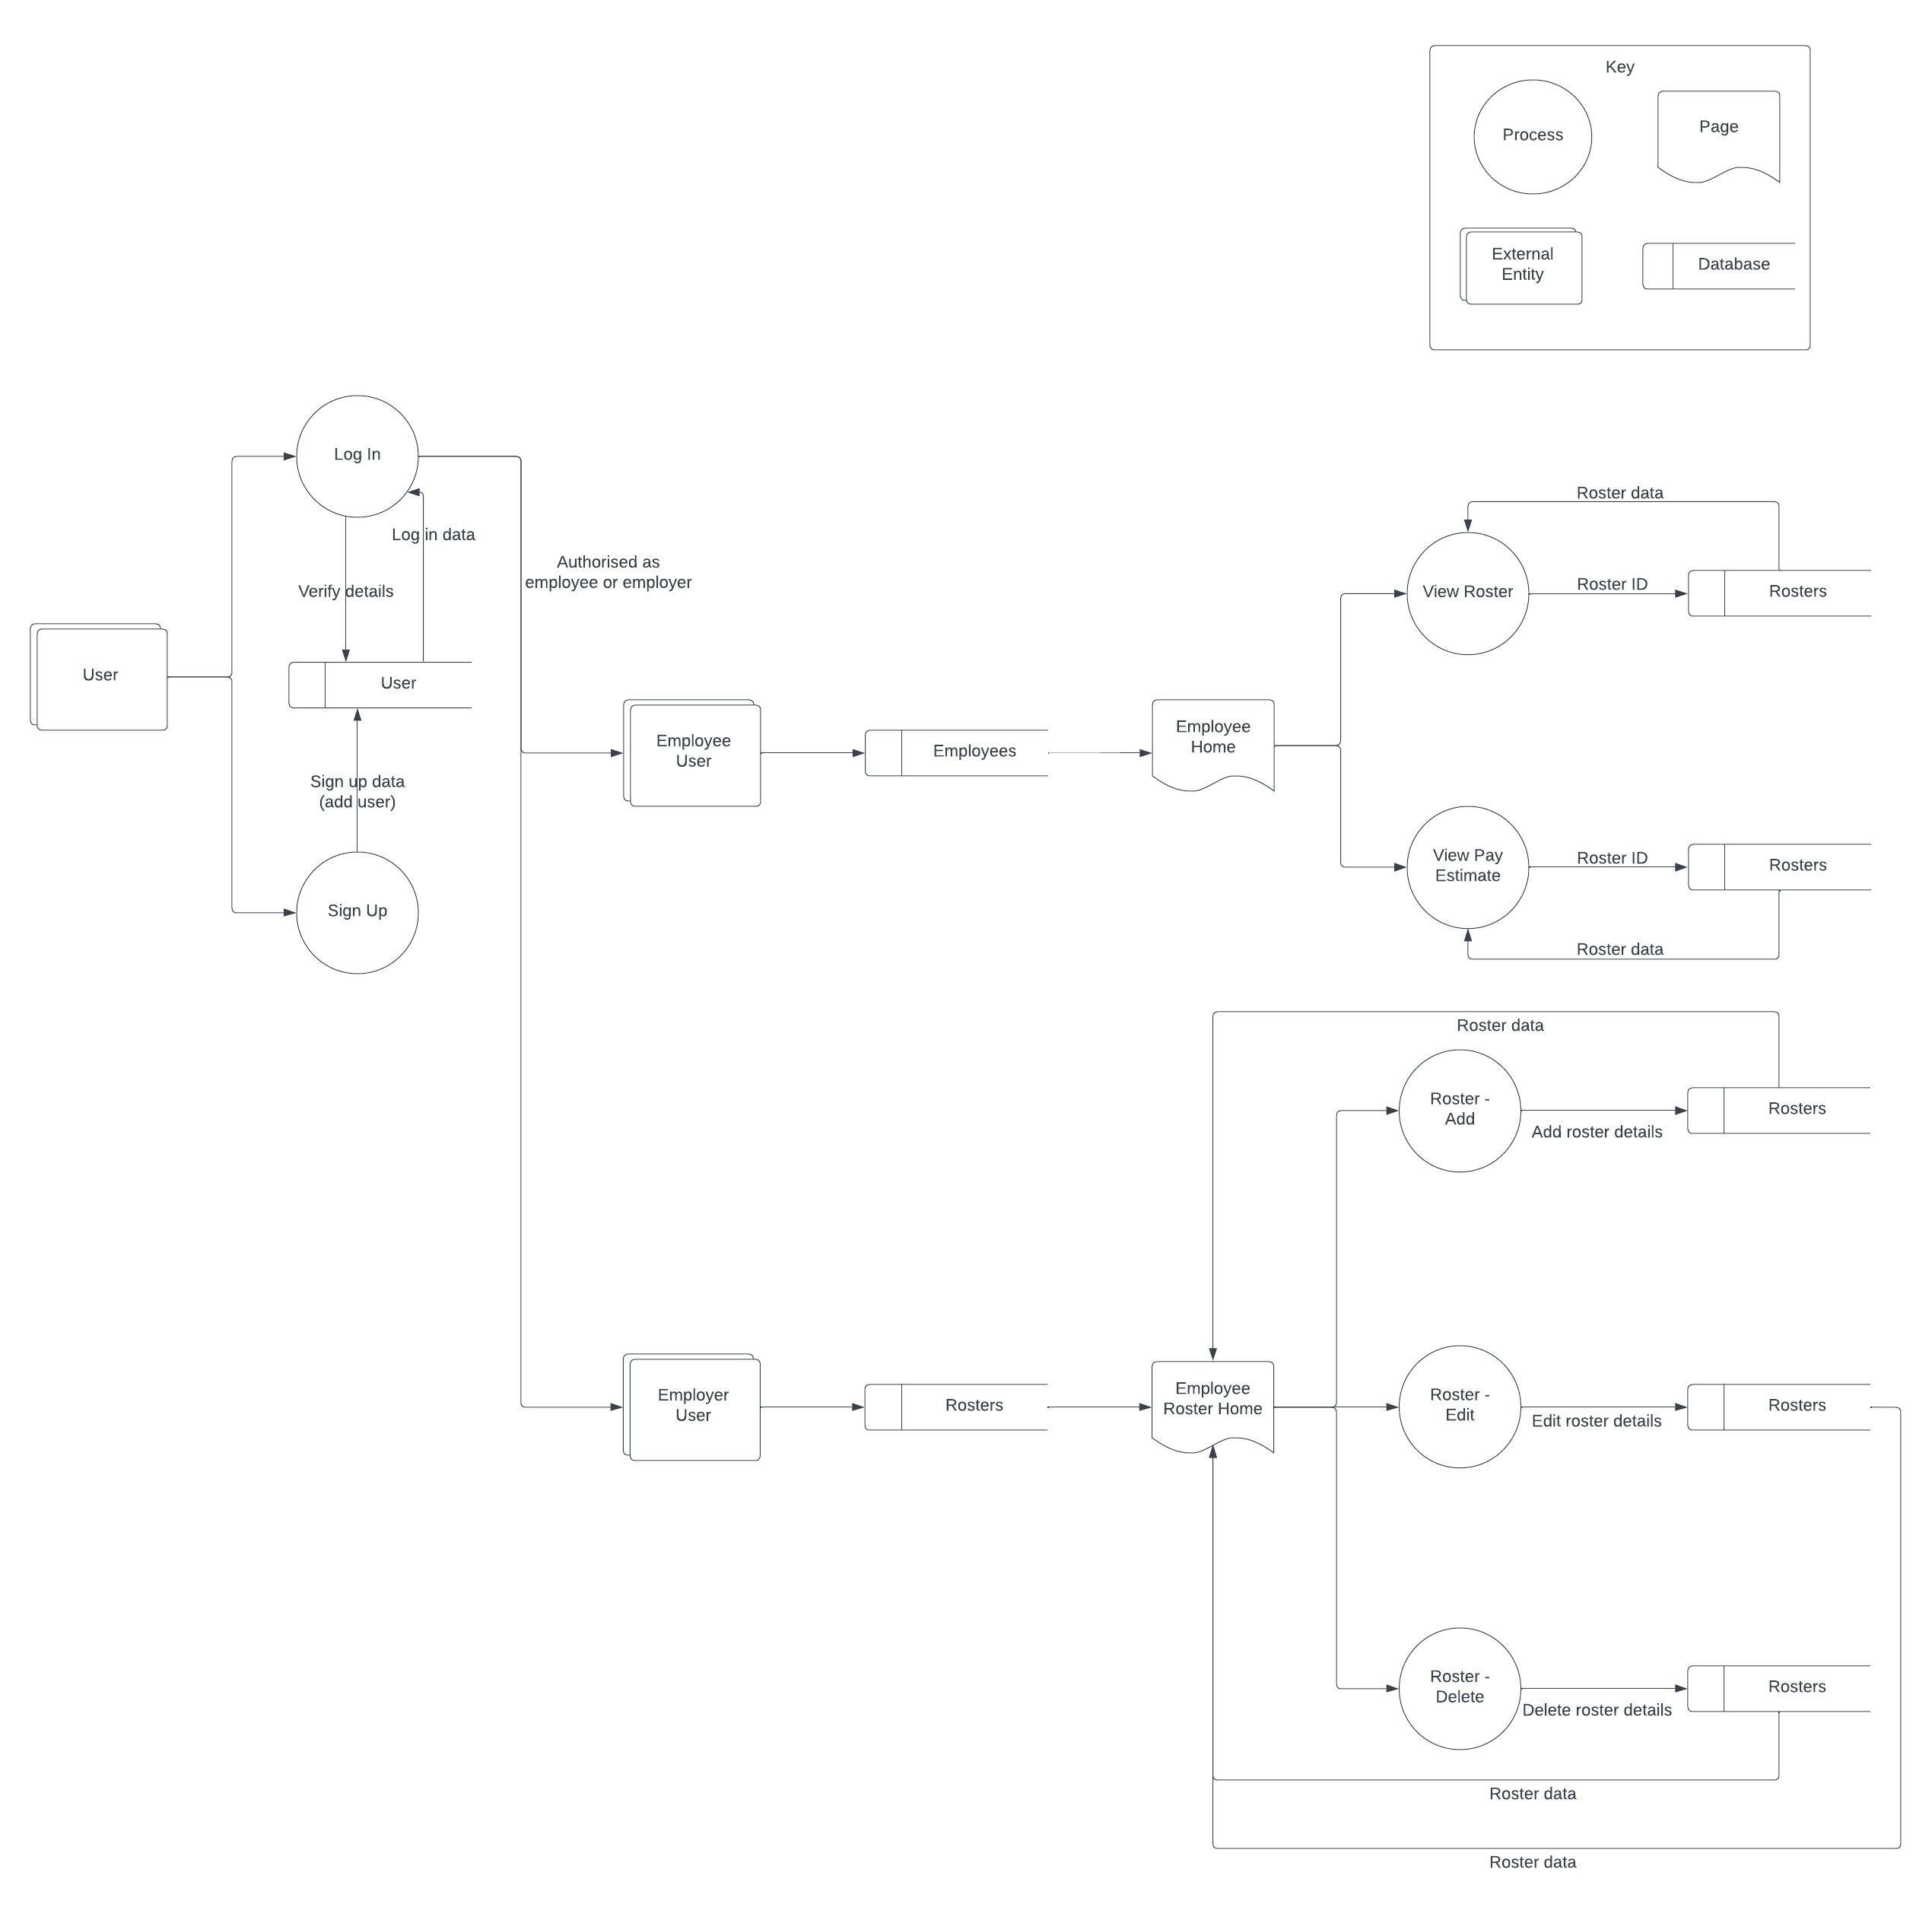 Key
Process
Page
External
Entity
Database
Log In
Log in data
Verify details
Authorised as
employee or employer
User
User
Sign up data
(add user)
Sign Up
Employee
User
Employees
Employee
Home
Roster data
View Roster
Roster ID
Rosters
View Pay
Estimate
Roster ID
Rosters
Roster data
Roster data
Roster -
Add
Add roster details
Rosters
Employer
User
Rosters
Employee
Roster Home
Roster -
Edit
Edit roster details
Rosters
Roster -
Delete
Delete roster details
Rosters
Roster data
Roster data